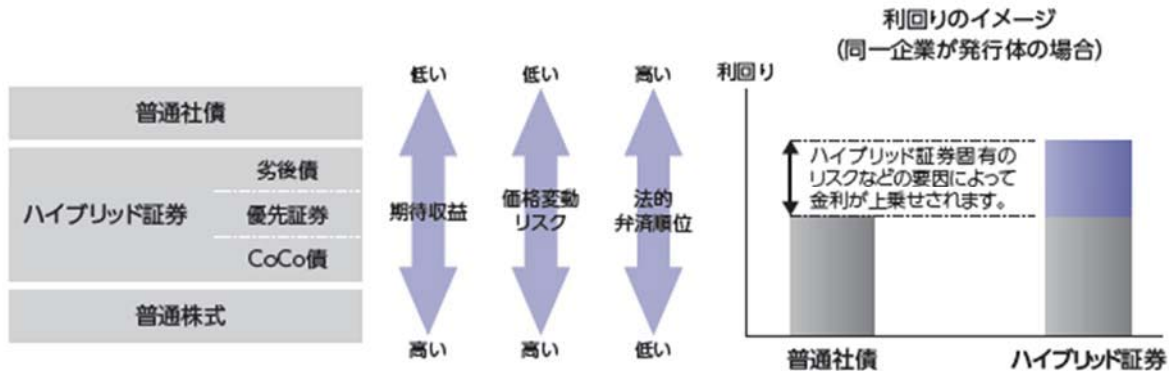 普通社債
ハイブリッド証券
劣後債
優先証券
CoCo債
普通株式
低い
期待収益
高い
低い
価格変動
リスク
高い
高い
法的
弁済順位
低い
利回りのイメージ
(同一企業が発行体の場合)
利回り
ハイブリッド証券固有の
リスクなどの要因によって
金利が上乗せされます。
普通社債
ハイブリッド証券